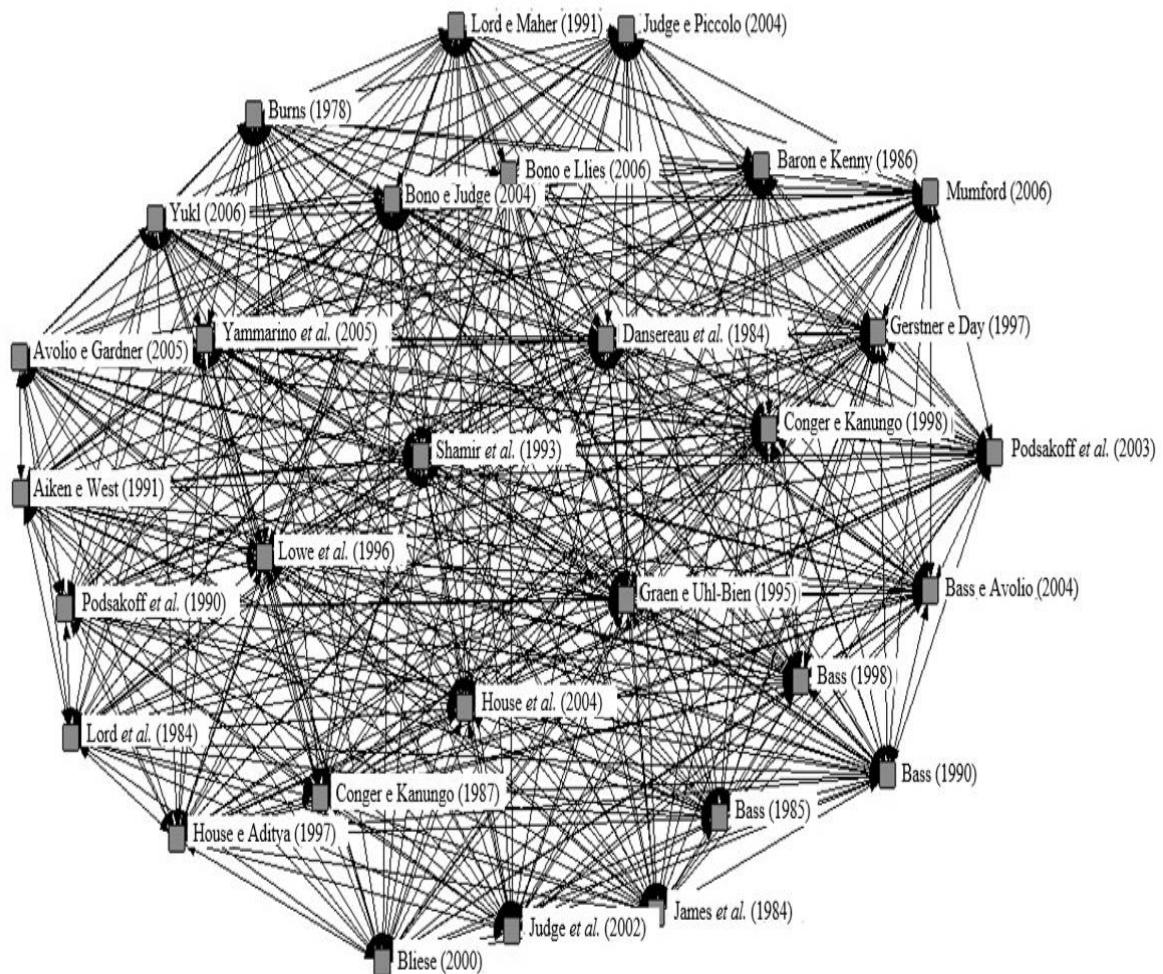 Lord e Maher (1991)
Judge e Piccolo (2004)
Burns (1978)
Baron e Kenny (1986)
Bono e Llies (2006)
Mumford (2006)
Bono e Judge (2004)
Yukl (2006)
Gerstner e Day (1997)
Yammarino et al. (2005)
Dansereau et al. (1984)
Avolio e Gardner (2005)
Conger e Kanungo (1998)
Shamir et al. (1993)
Podsakoff et al. (2003)
Aiken e West (1991)
Lowe et al. (1996)
Bass e Avolio (2004)
Graen e Uhl-Bien (1995)
Podsakoff et al. (1990)
Bass (1998)
House et al. (2004)
Lord et al. (1984)
Bass (1990)
Conger e Kanungo (1987)
Bass (1985)
House e Aditya (1997)
James et al. (1984)
Judge et al. (2002)
Bliese (2000)